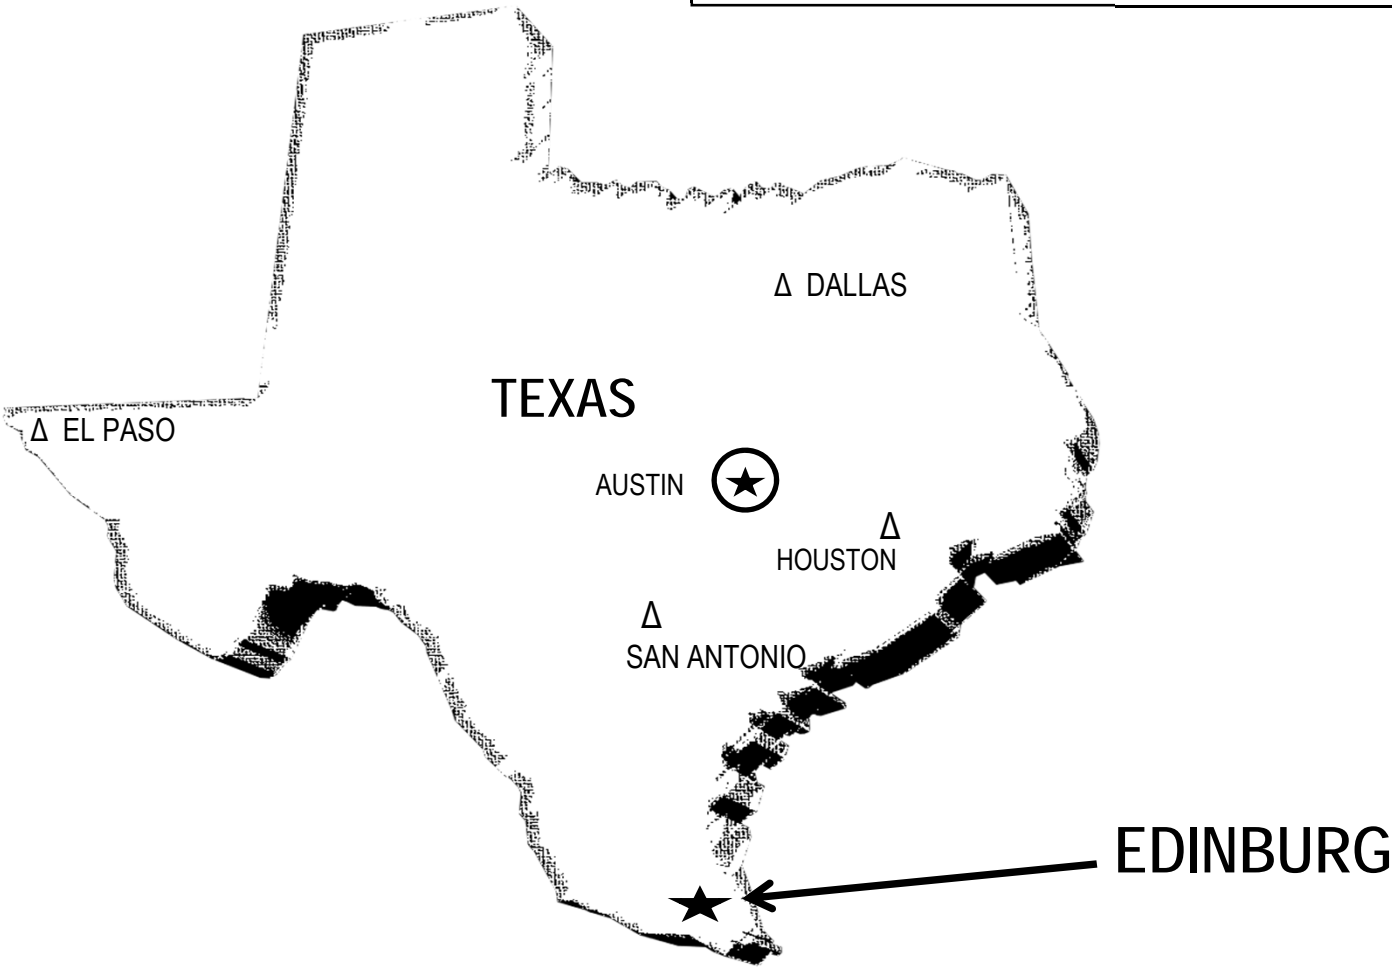 Δ DALLAS
TEXAS
Δ EL PASO
AUSTIN
Δ
HOUSTON
Δ
SAN ANTONIO
EDINBURG